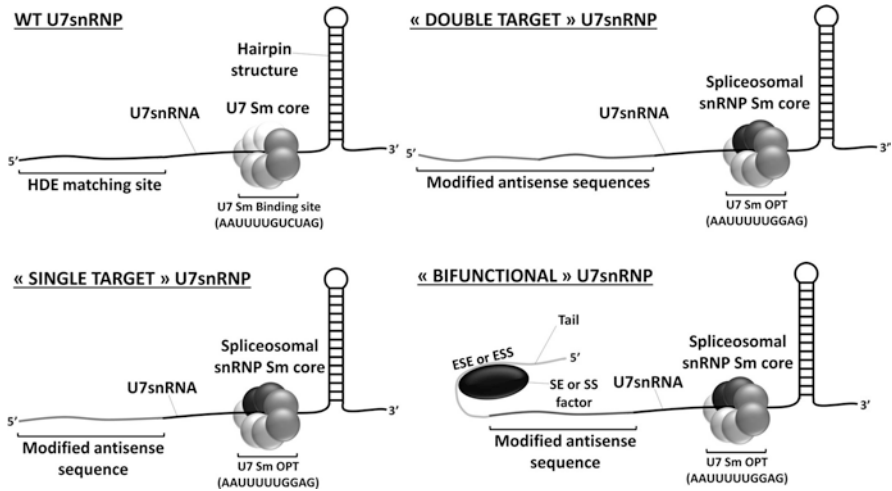 WT U7snRNP
Hairpin
structure
U7 Sm core
U7snRNA
5’
3’
HDE matching site
U7 Sm Binding site
(AAUUUUGUCUAG)
« DOUBLE TARGET » U7snRNP
Spliceosomal
snRNP Sm core
U7snRNA
5’
3’
Modified antisense sequences
U7 Sm OPT
(AAUUUUUGGAG)
« SINGLE TARGET » U7snRNP
Spliceosomal
snRNP Sm core
U7snRNA
5’
3’
Modified antisense
sequence
U7 Sm OPT
(AAUUUUUGGAG)
« BIFUNCTIONAL » U7snRNP
Tail
ESE or ESS
5’
Spliceosomal
snRNP Sm core
SE or SS
factor
U7snRNA
3’
Modified antisense
sequence
U7 Sm OPT
(AAUUUUUGGAG)